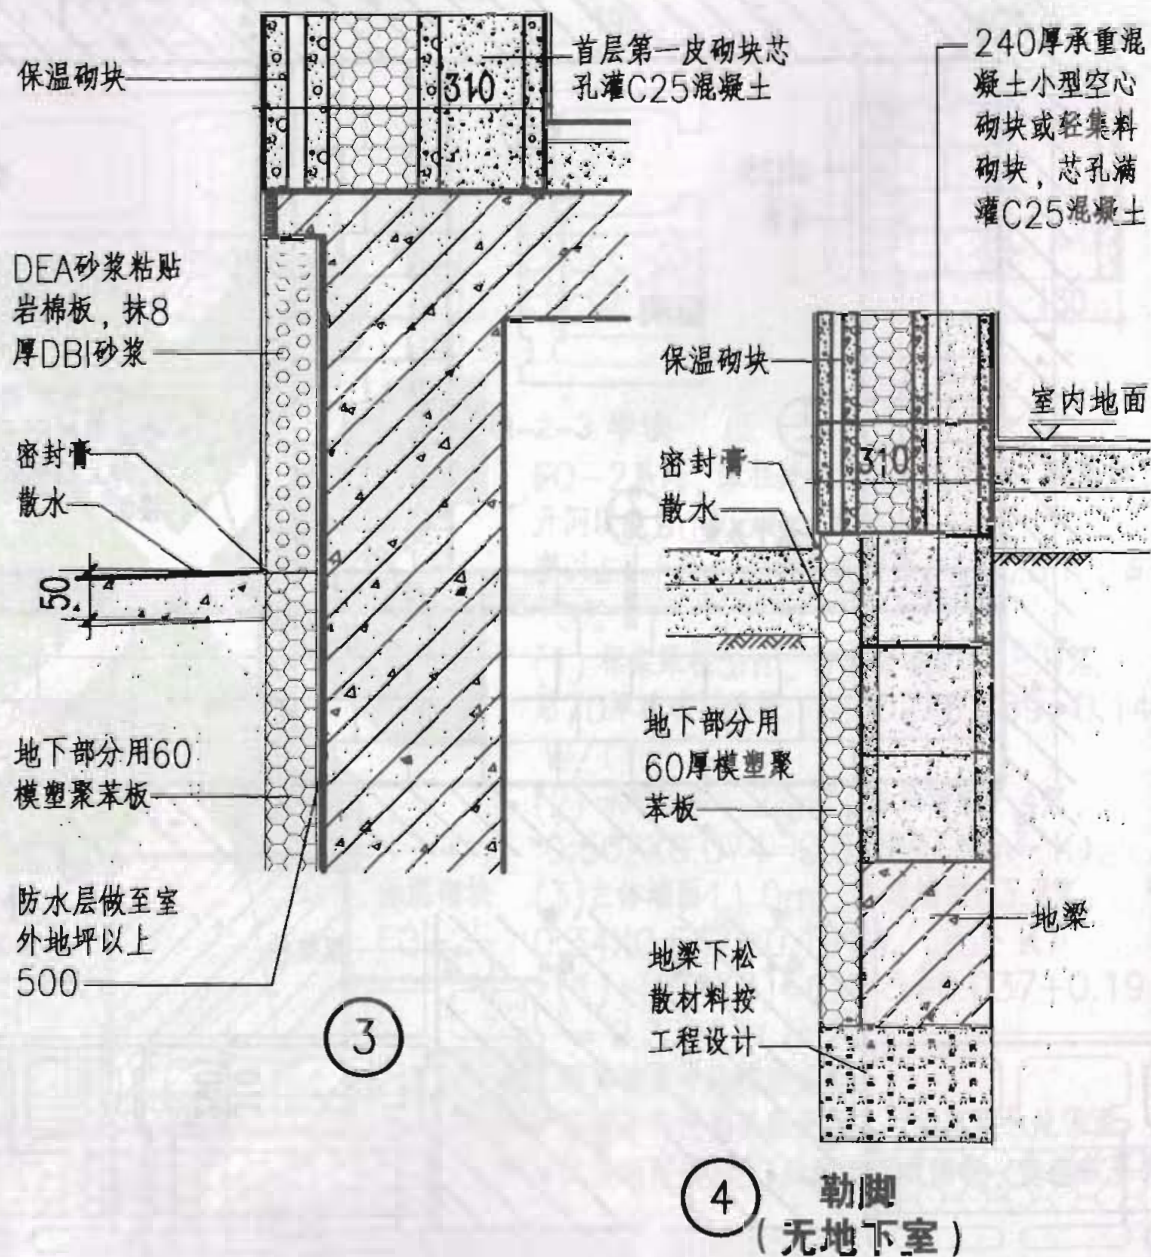 保温砌块
310
首层第一皮砌块芯
孔灌C25混凝土
DEA砂浆粘贴
岩棉板，抹8
厚DBI砂浆
密封膏
散水
50
地下部分用60
模塑聚苯板
防水层做至室
外地坪以上
500
3
240厚承重混
凝土小型空心
砌块或轻集料
砌块，芯孔满
灌C25混凝土
保温砌块
室内地面
310
密封膏
散水
地下部分用
60厚模塑聚
苯板
地梁
地梁下松
散材料按
工程设计
4
勒脚
（无地下室）